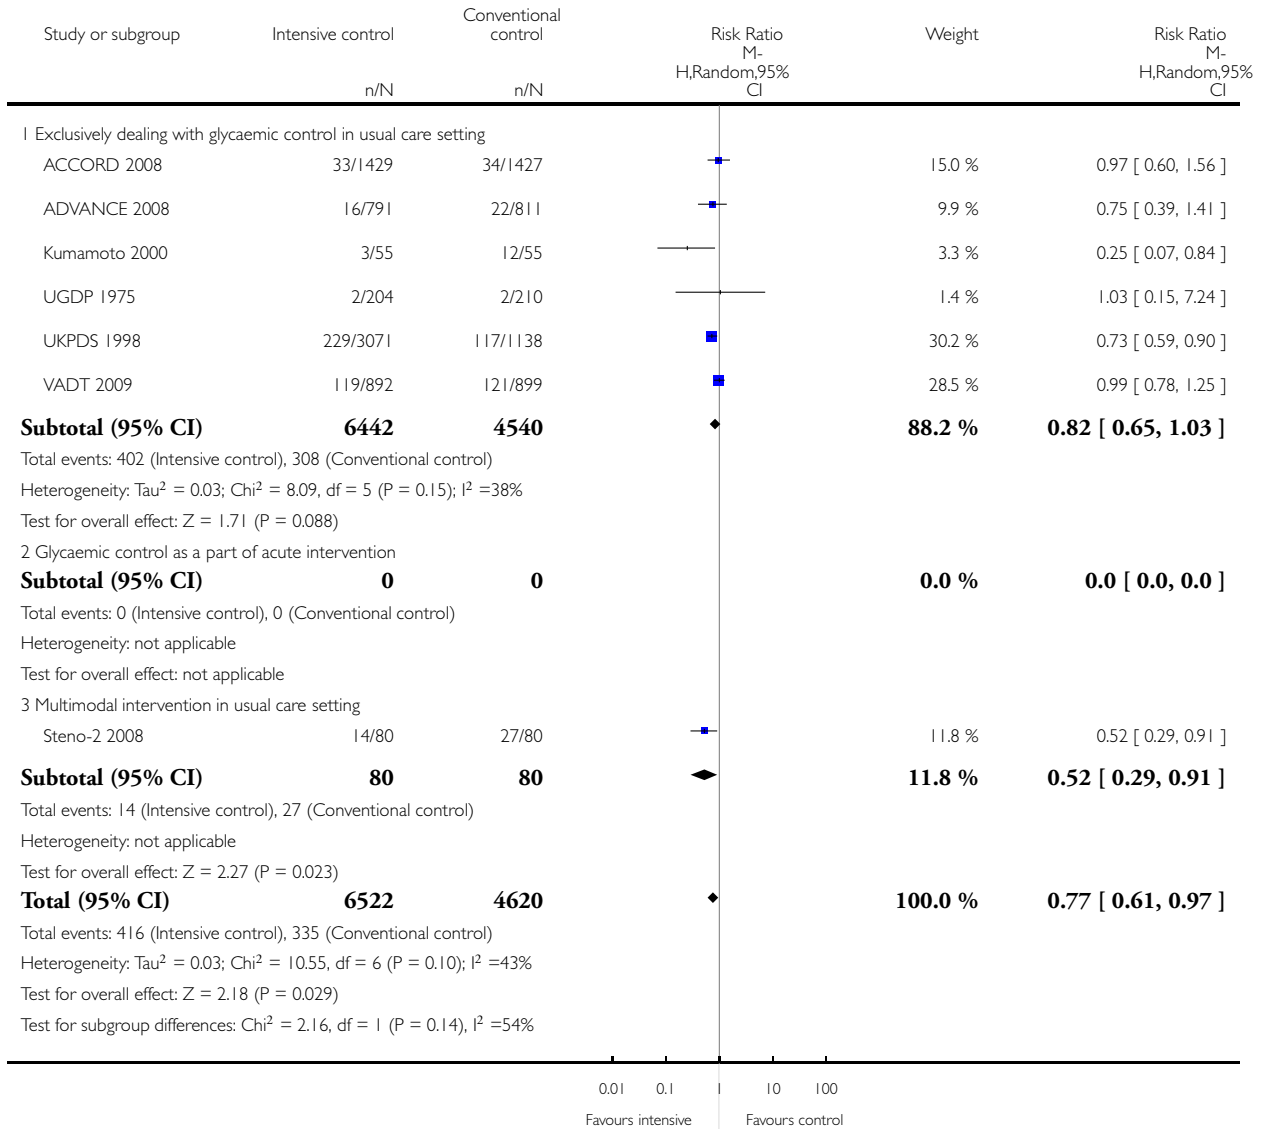 Conventional
Study or subgroup Intensive control control Risk Ratio Weight Risk Ratio
M- M-
H,Random,95% H,Random,95%
n/N n/N CI CI
1 Exclusively dealing with glycaemic control in usual care setting
ACCORD 2008 33/1429 34/1427 15.0 % 0.97 [ 0.60, 1.56 ]
ADVANCE 2008 16/791 22/811 9.9 % 0.75 [ 0.39, 1.41 ]
Kumamoto 2000 3/55 12/55 3.3 % 0.25 [ 0.07, 0.84 ]
UGDP 1975 2/204 2/210 1.4 % 1.03 [ 0.15, 7.24 ]
UKPDS 1998 229/3071 117/1138 30.2 % 0.73 [ 0.59, 0.90 ]
VADT 2009 119/892 121/899 28.5 % 0.99 [ 0.78, 1.25 ]
Subtotal (95% CI) 6442 4540 88.2 % 0.82 [ 0.65, 1.03 ]
Total events: 402 (Intensive control), 308 (Conventional control)
Heterogeneity: Tau² = 0.03; Chi² = 8.09, df = 5 (P = 0.15); I² =38%
Test for overall effect: Z = 1.71 (P = 0.088)
2 Glycaemic control as a part of acute intervention
Subtotal (95% CI) 0 0 0.0 % 0.0 [ 0.0, 0.0 ]
Total events: 0 (Intensive control), 0 (Conventional control)
Heterogeneity: not applicable
Test for overall effect: not applicable
3 Multimodal intervention in usual care setting
Steno-2 2008 14/80 27/80 11.8 % 0.52 [ 0.29, 0.91 ]
Subtotal (95% CI) 80 80 11.8 % 0.52 [ 0.29, 0.91 ]
Total events: 14 (Intensive control), 27 (Conventional control)
Heterogeneity: not applicable
Test for overall effect: Z = 2.27 (P = 0.023)
Total (95% CI) 6522 4620 100.0 % 0.77 [ 0.61, 0.97 ]
Total events: 416 (Intensive control), 335 (Conventional control)
Heterogeneity: Tau² = 0.03; Chi² = 10.55, df = 6 (P = 0.10); I² =43%
Test for overall effect: Z = 2.18 (P = 0.029)
Test for subgroup differences: Chi² = 2.16, df = 1 (P = 0.14), I² =54%
0.01 0.1 1 10 100
Favours intensive Favours control